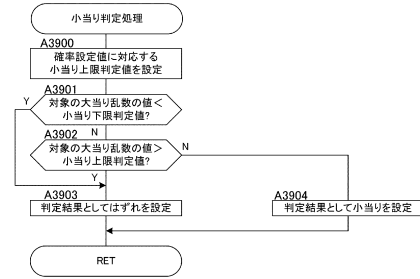 小当り判定処理
A3900
確率設定値に対応する
小当り上限判定値を設定
A3901
Y
対象の大当り乱数の値＜
小当り下限判定値?
N
A3902
対象の大当り乱数の値＞
小当り上限判定値?
N
Y
A3903
判定結果としてはずれを設定
A3904
判定結果として小当りを設定
RET